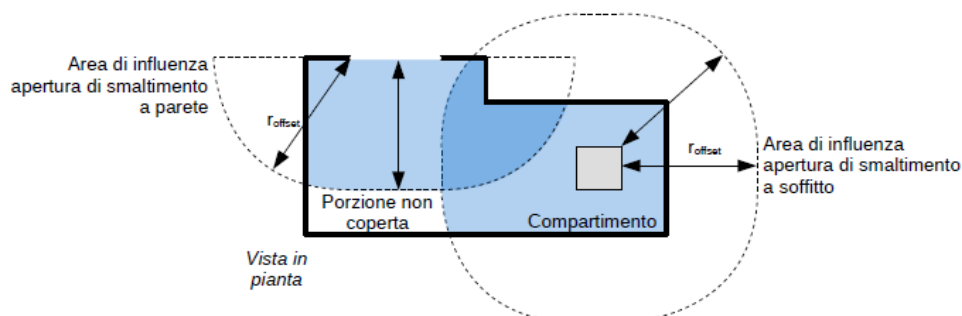 Area di influenza
apertura di smaltimento
a parete
r offset
r offset
Area di influenza
apertura di smaltimento
a soffitto
Porzione non
coperta
Compartimento
Vista in
pianta